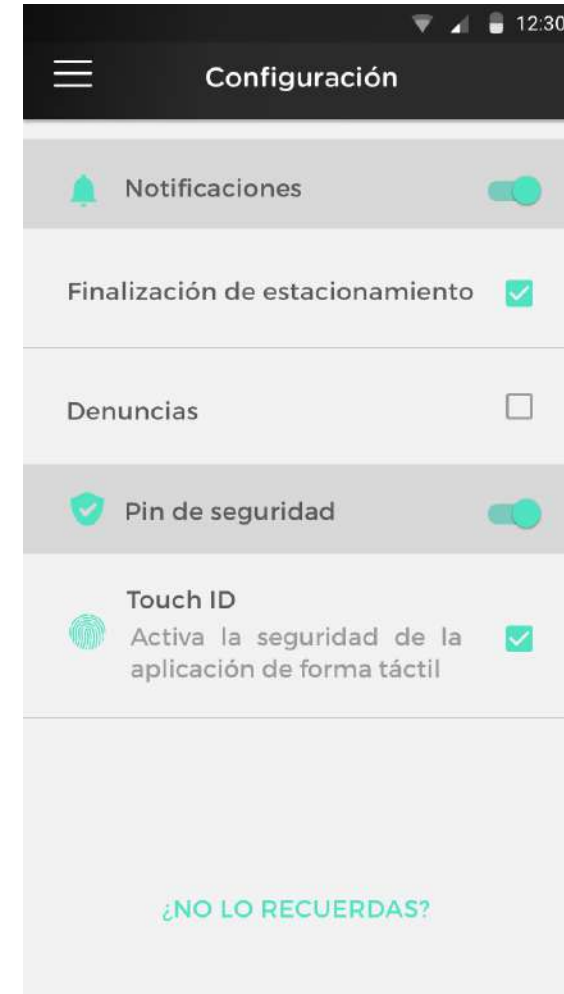 12:30
Configuración
Notificaciones
Finalización de estacionamiento
Denuncias
Pin de seguridad
Touch ID
Activa la seguridad de la
aplicación de forma táctil
¿NO LO RECUERDAS?